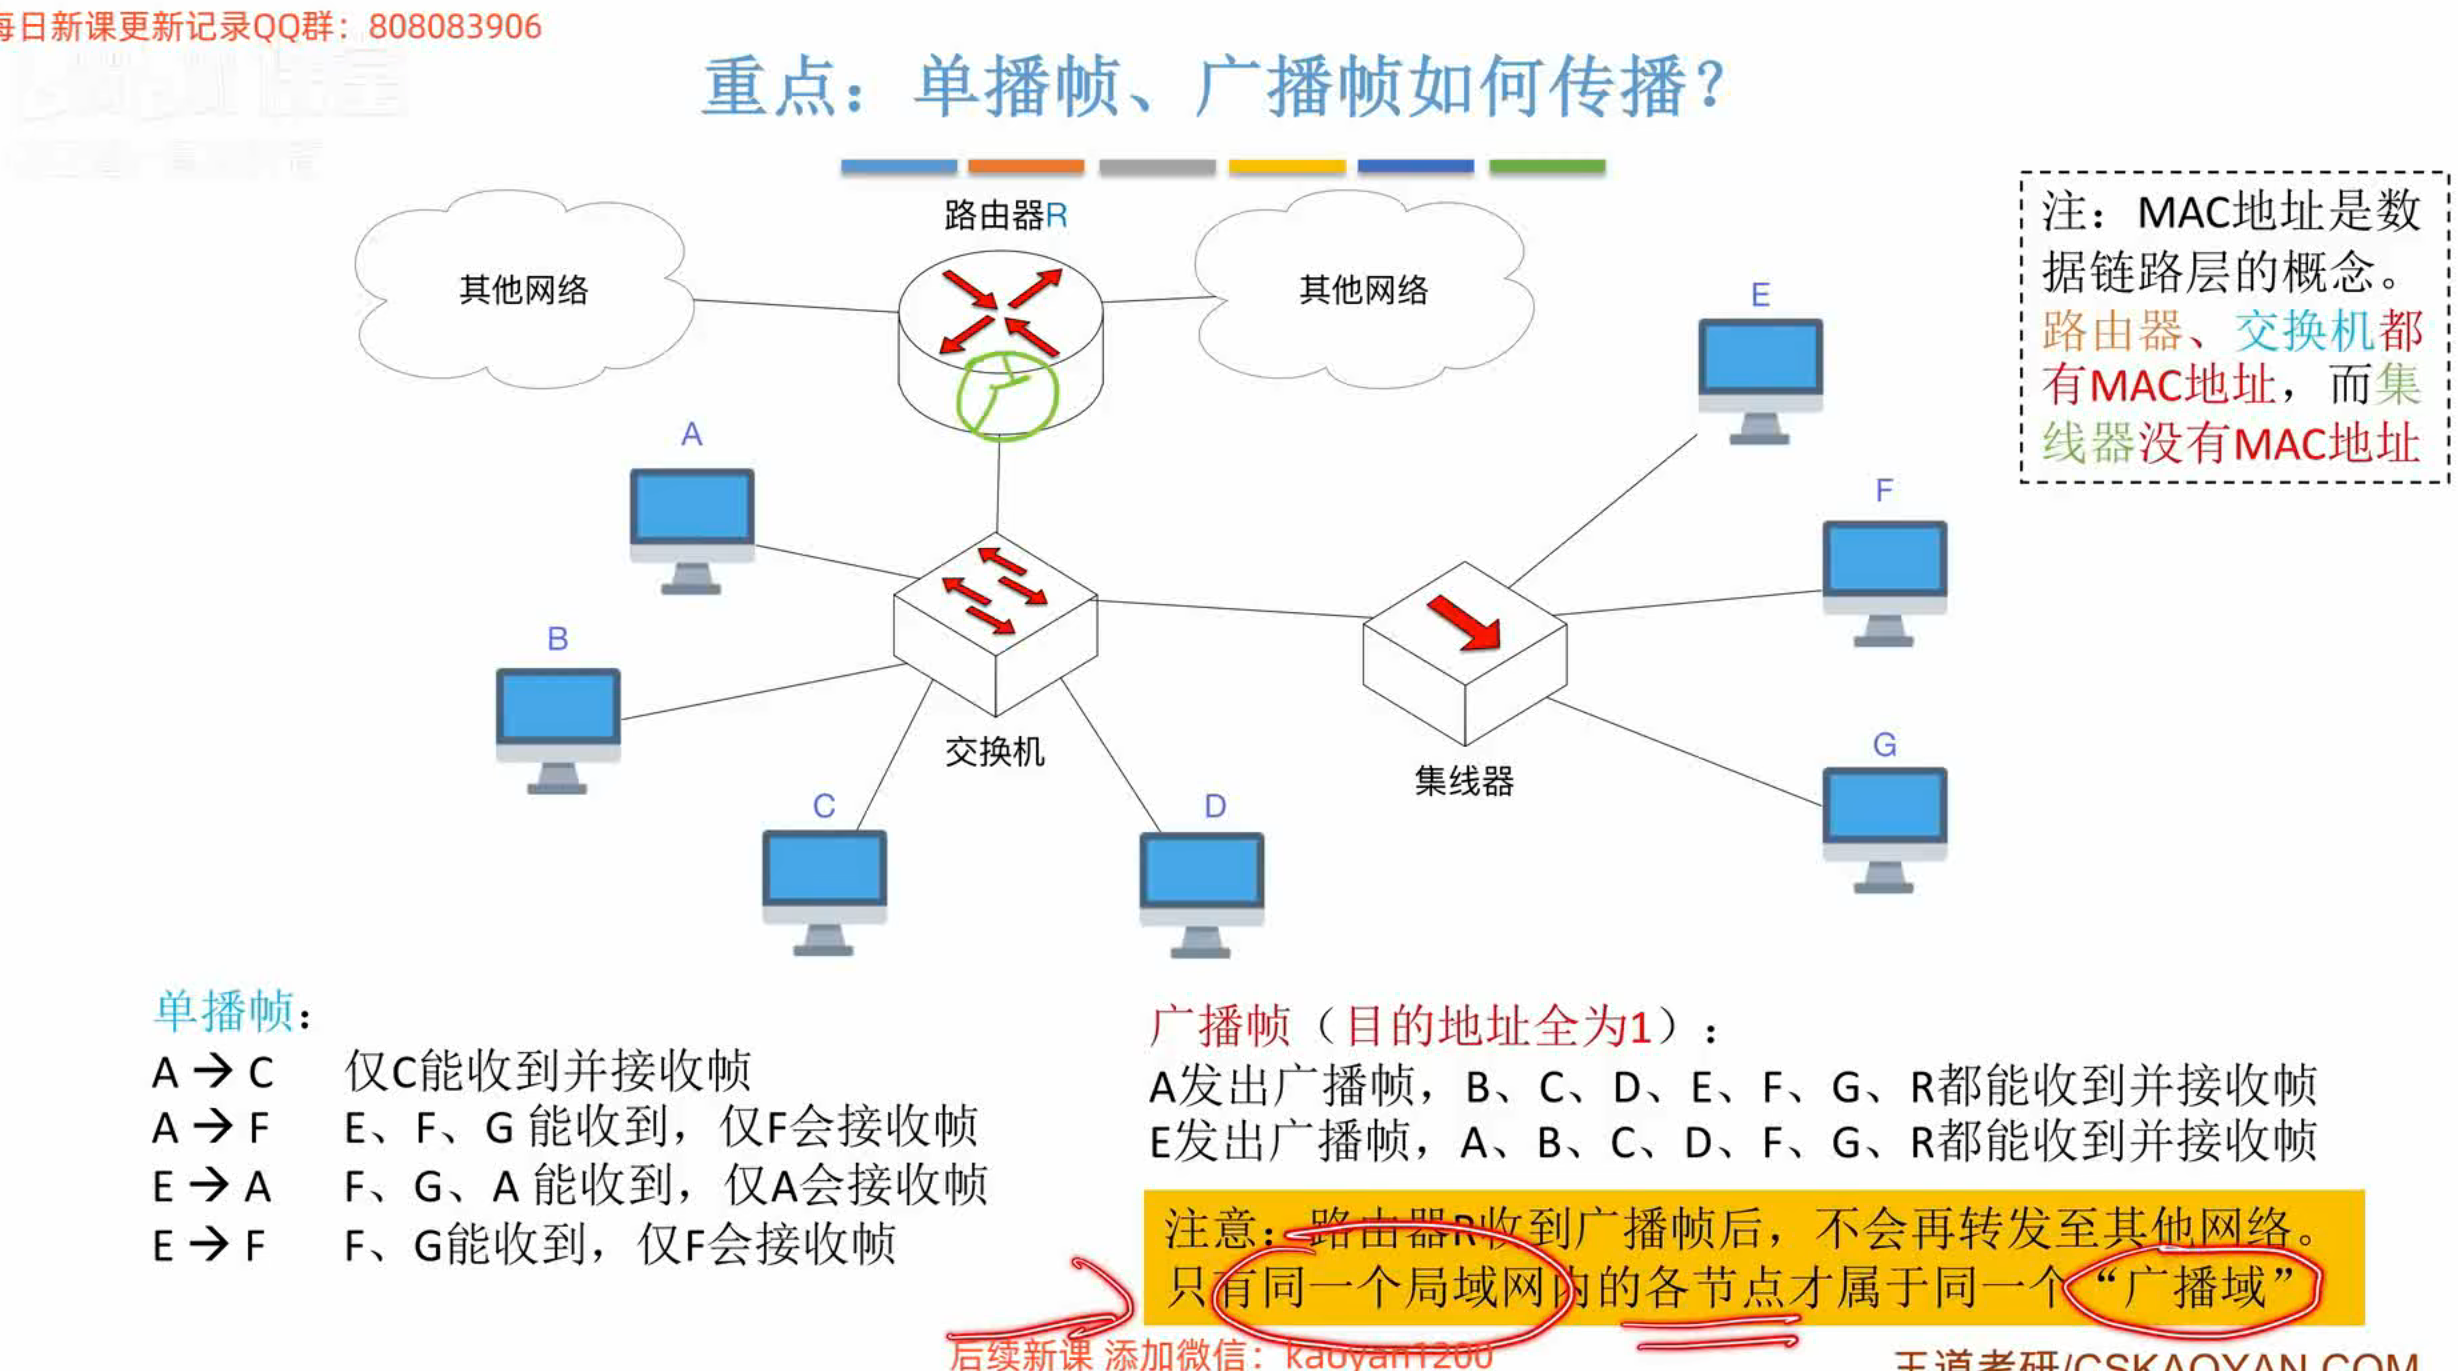 每日新课更新记录QQ群：808083906
重点：单播帧、广播帧如何传播？
路由器R
其他网络
其他网络
注：MAC地址是数
据链路层的概念。
路由器、交换机都
有MAC地址，而集
线器没有MAC地址
E
F
A
B
G
交换机
集线器
C
D
单播帧：
A→C 仅C能收到并接收帧
A→F E、F、G 能收到，仅F会接收帧
E→A F、G、A 能收到，仅A会接收帧
E→F F、G能收到，仅F会接收帧
广播帧（目的地址全为1）：
A发出广播帧，B、C、D、E、F、G、R都能收到并接收帧
E发出广播帧，A、B、C、D、F、G、R都能收到并接收帧
注意：路由器R收到广播帧后，不会再转发至其他网络。
只有同一个局域网内的各节点才属于同一个“广播域”
后续新课 添加微信：kaoyan1200
王道考研/CSKAOYAN.COM